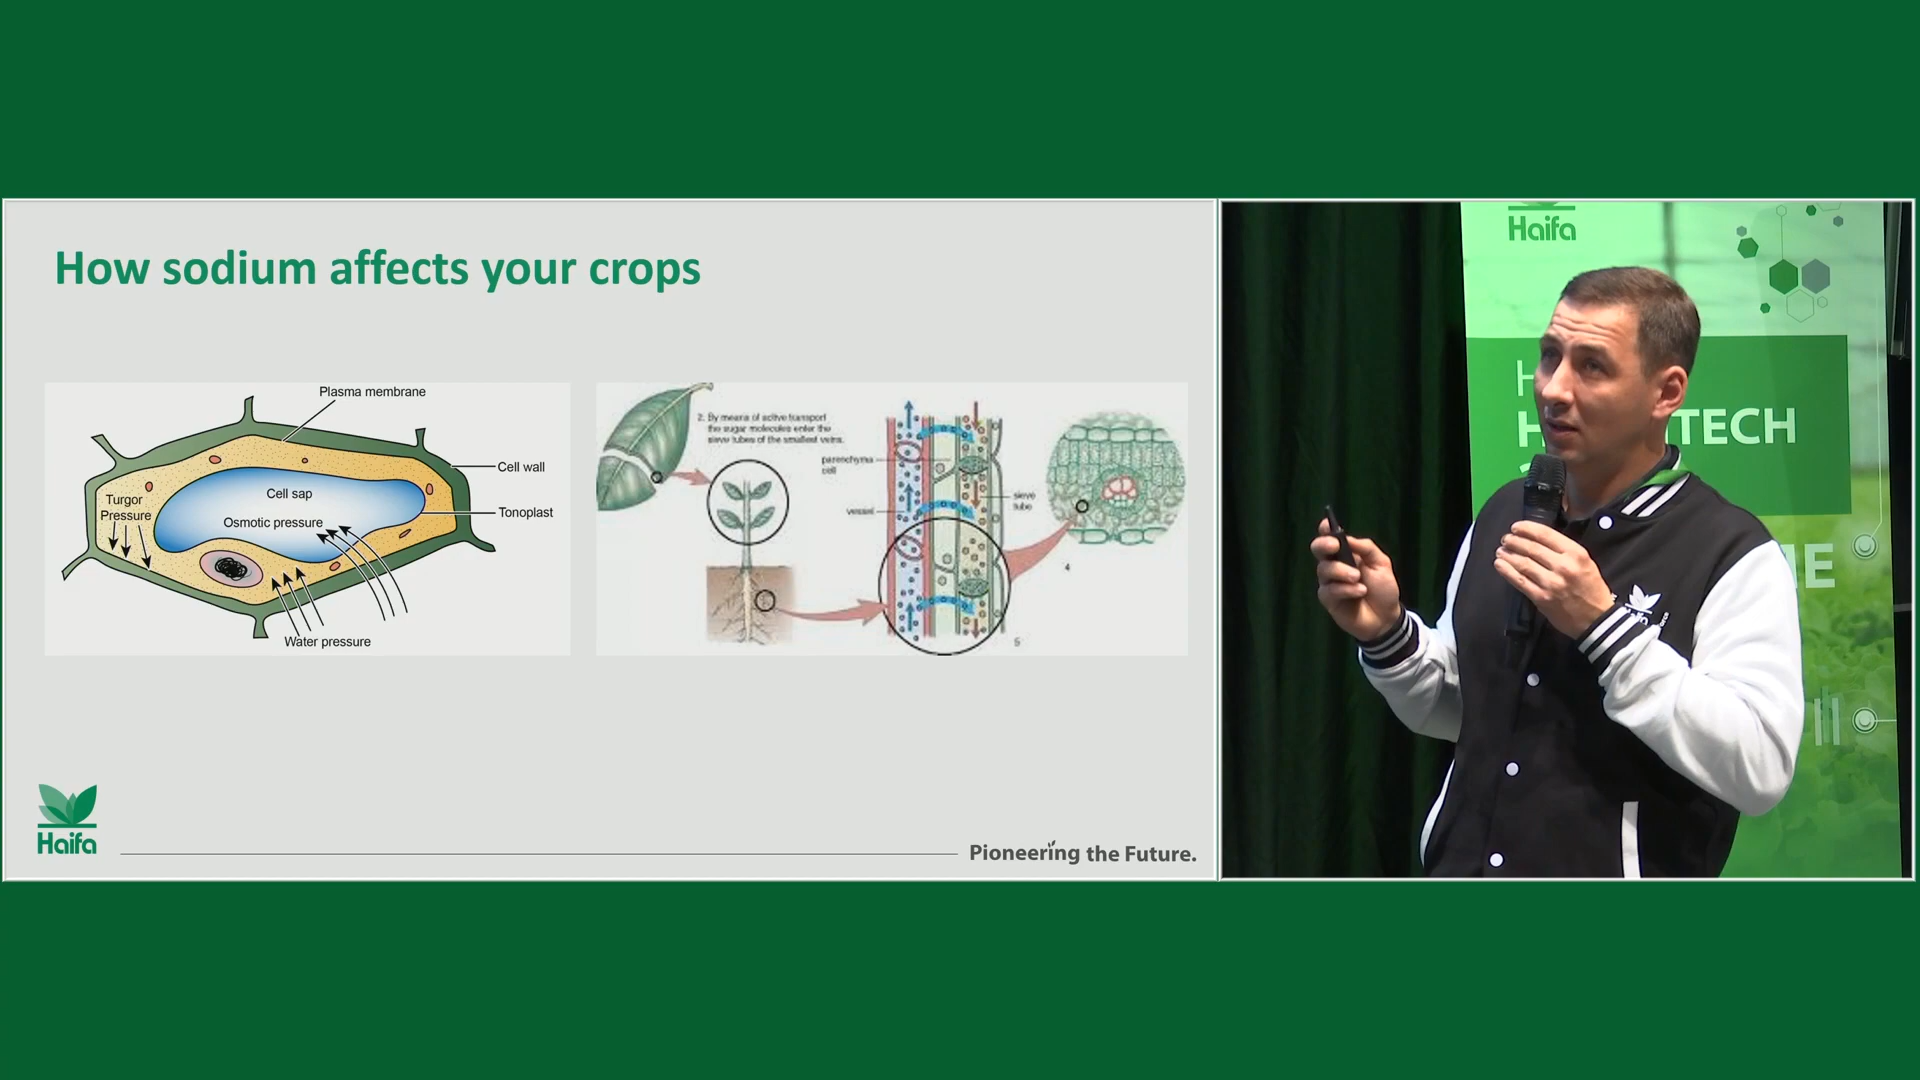 How sodium affects your crops
Plasma membrane
Cell wall
Cell sap
Turgor
Pressure
Osmotic pressure
Tonoplast
Water pressure
2. By means of active transport
the sugar molecules enter the
sieve tubes of the smallest veins.
parenchyma
cell
vessel
sieve
tube
4
5
Haifa
Pioneering the Future.
Haifa
H
H TECH